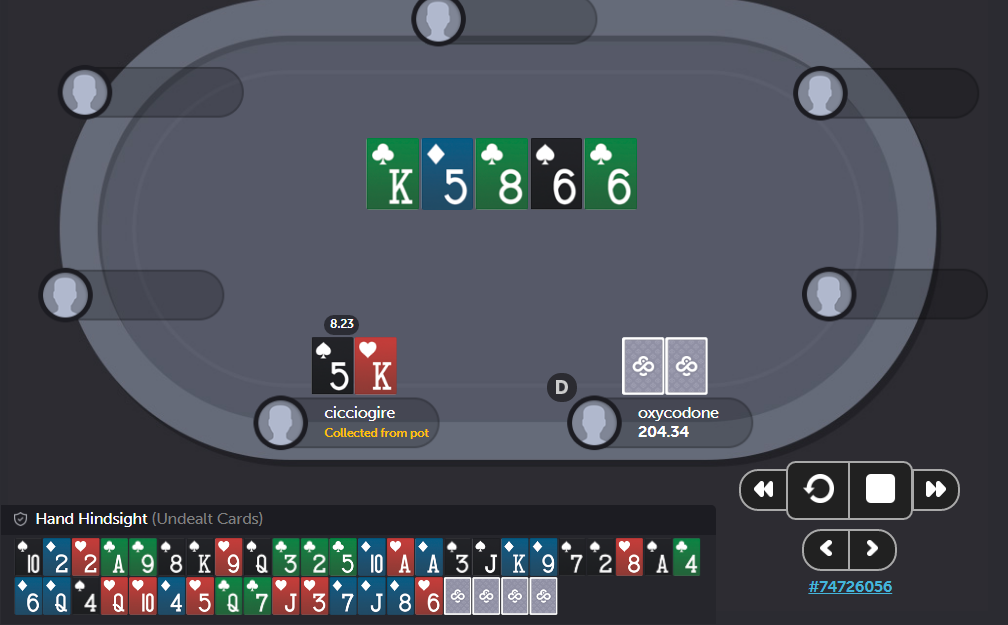 K 5 8 6 6
8.23
5 K
D
cicciogire
Collected from pot
oxycodone
204.34
Hand Hindsight (Undealt Cards)
10 2 2 A 9 8 K 9 Q 3 2 5 10 A A 3 J K 9 7 2 8 A 4
6 Q 4 Q 10 4 5 Q 7 J 3 7 J 8 6
#74726056